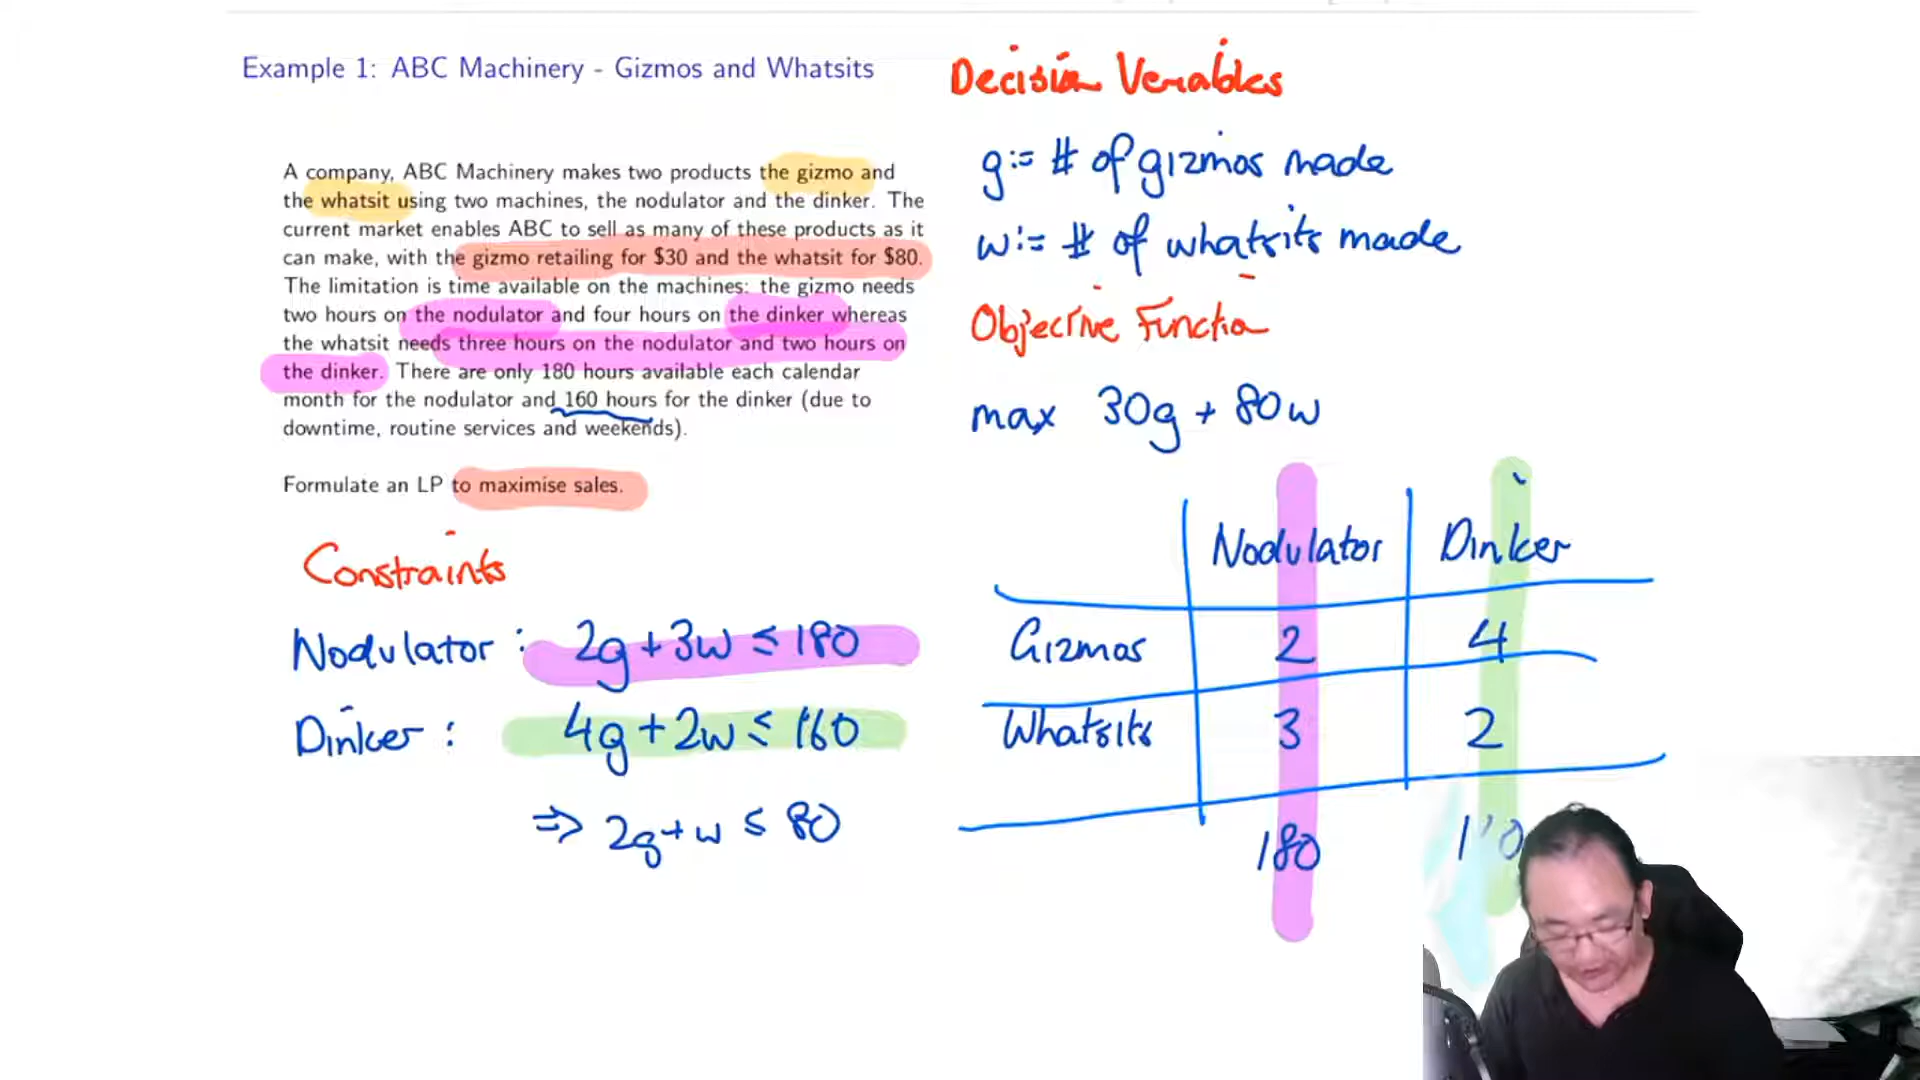 Example 1: ABC Machinery - Gizmos and Whatsits
A company, ABC Machinery makes two products the gizmo and
the whatsit using two machines, the nodulator and the dinker. The
current market enables ABC to sell as many of these products as it
can make, with the gizmo retailing for $30 and the whatsit for $80.
The limitation is time available on the machines: the gizmo needs
two hours on the nodulator and four hours on the dinker whereas
the whatsit needs three hours on the nodulator and two hours on
the dinker. There are only 180 hours available each calendar
month for the nodulator and 160 hours for the dinker (due to
downtime, routine services and weekends).
Formulate an LP to maximise sales.
Constraints
Nodulator : 2g + 3w ≤ 180
Dinker : 4g + 2w ≤ 160
⇒ 2g + w ≤ 80
Decision Variables
g := # of gizmos made
w := # of whatsits made
Objective Function
max 30g + 80w
Nodulator Dinker
Gizmos 2 4
Whatsits 3 2
180